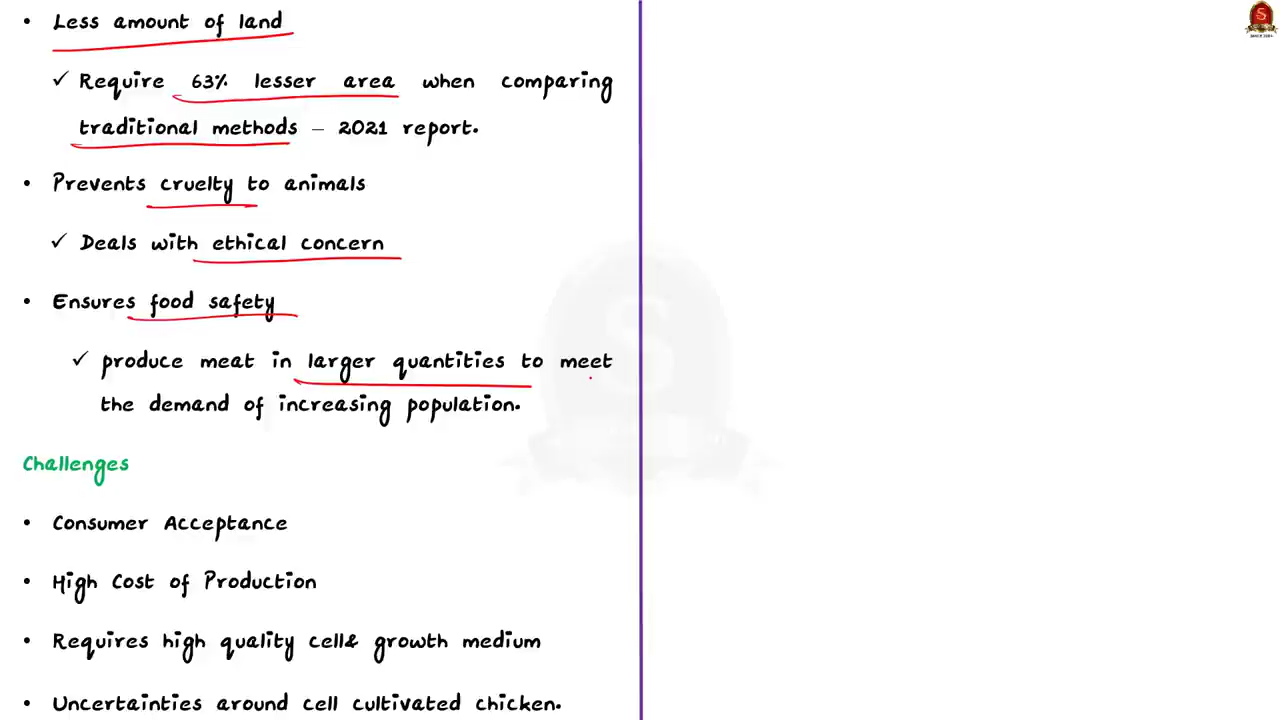 • Less amount of land
✓ Require 63% lesser area when comparing
traditional methods – 2021 report.
• Prevents cruelty to animals
✓ Deals with ethical concern
• Ensures food safety
✓ produce meat in larger quantities to meet
the demand of increasing population.
Challenges
• Consumer Acceptance
• High Cost of Production
• Requires high quality cell& growth medium
• Uncertainties around cell cultivated chicken.
S
SINCE 2004